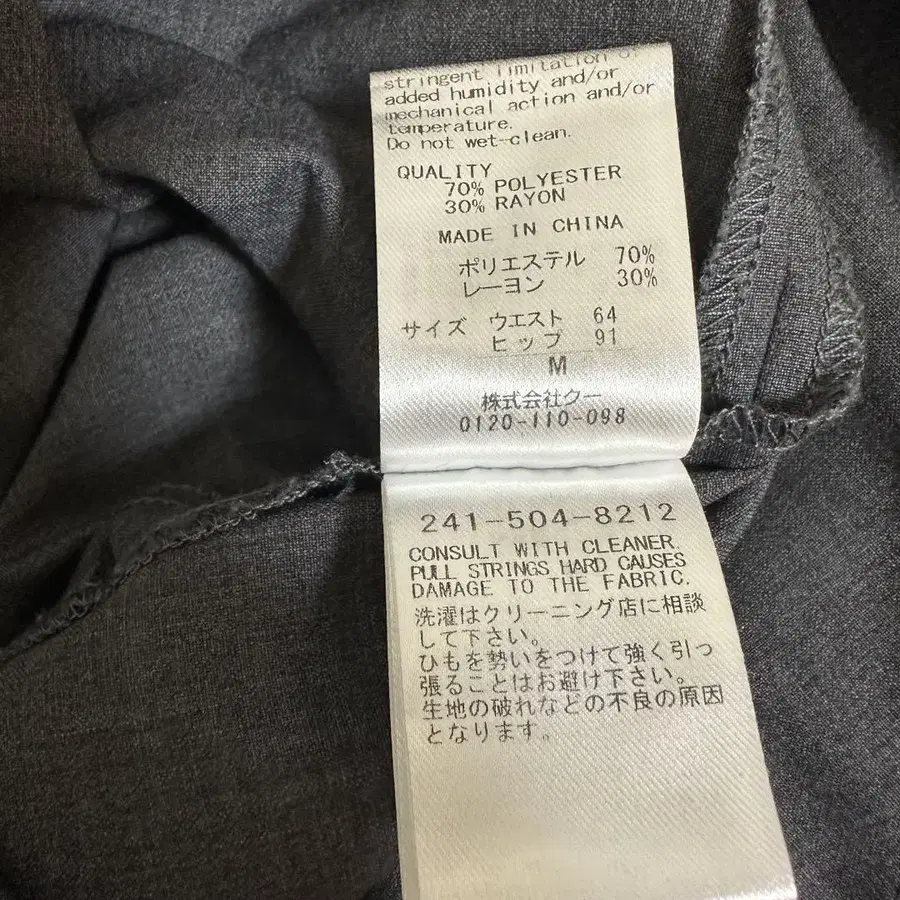 stringent limitation of
added humidity and/or
mechanical action and/or
temperature.
Do not wet-clean.
QUALITY
70% POLYESTER
30% RAYON
MADE IN CHINA
ポリエステル 70%
レーヨン 30%
サイズ ウエスト 64
ヒップ 91
M
株式会社クー
0120-110-098
241-504-8212
CONSULT WITH CLEANER.
PULL STRINGS HARD CAUSES
DAMAGE TO THE FABRIC.
洗濯はクリーニング店に相談
して下さい。
ひもを勢いをつけて強く引っ
張ることはお避け下さい。
生地の破れなどの不良の原因
となります。